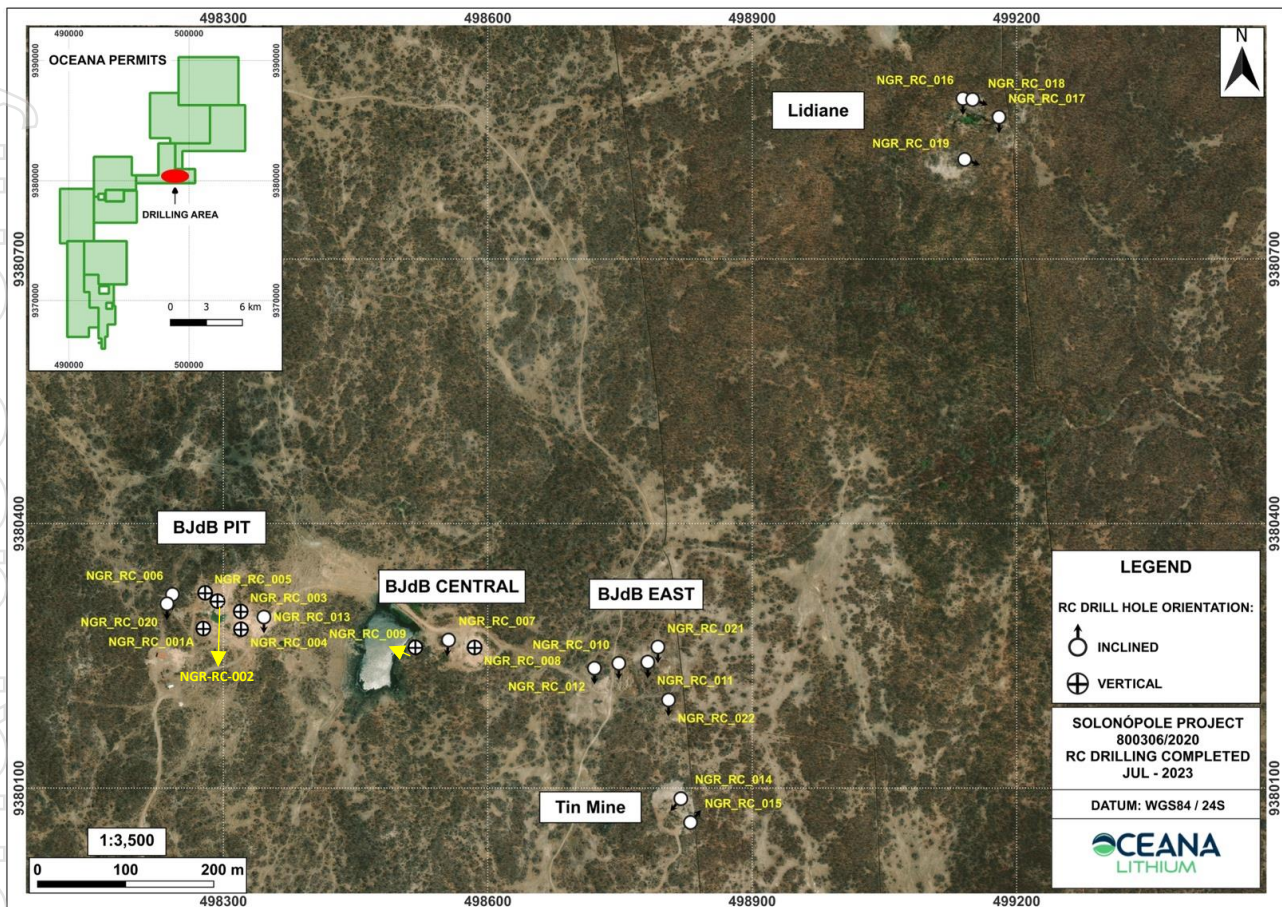 498300
498600
498900
499200
490000
500000
OCEANA PERMITS
9390000
9380000
9370000
DRILLING AREA
0 3 6 km
490000
500000
N
NGR_RC_016
NGR_RC_018
NGR_RC_017
Lidiane
NGR_RC_019
9380700
9380700
9380400
9380400
BJdB PIT
NGR_RC_006
NGR_RC_005
NGR_RC_003
NGR_RC_020
NGR_RC_013
NGR_RC_001A
NGR_RC_004
NGR-RC-002
BJdB CENTRAL
NGR_RC_007
NGR_RC_009
NGR_RC_008
BJdB EAST
NGR_RC_021
NGR_RC_010
NGR_RC_011
NGR_RC_012
NGR_RC_022
Tin Mine
NGR_RC_014
NGR_RC_015
9380100
9380100
LEGEND
RC DRILL HOLE ORIENTATION:
INCLINED
VERTICAL
SOLONÓPOLE PROJECT
800306/2020
RC DRILLING COMPLETED
JUL - 2023
DATUM: WGS84 / 24S
OCEANA
LITHIUM
1:3,500
0 100 200 m
498300
498600
498900
499200